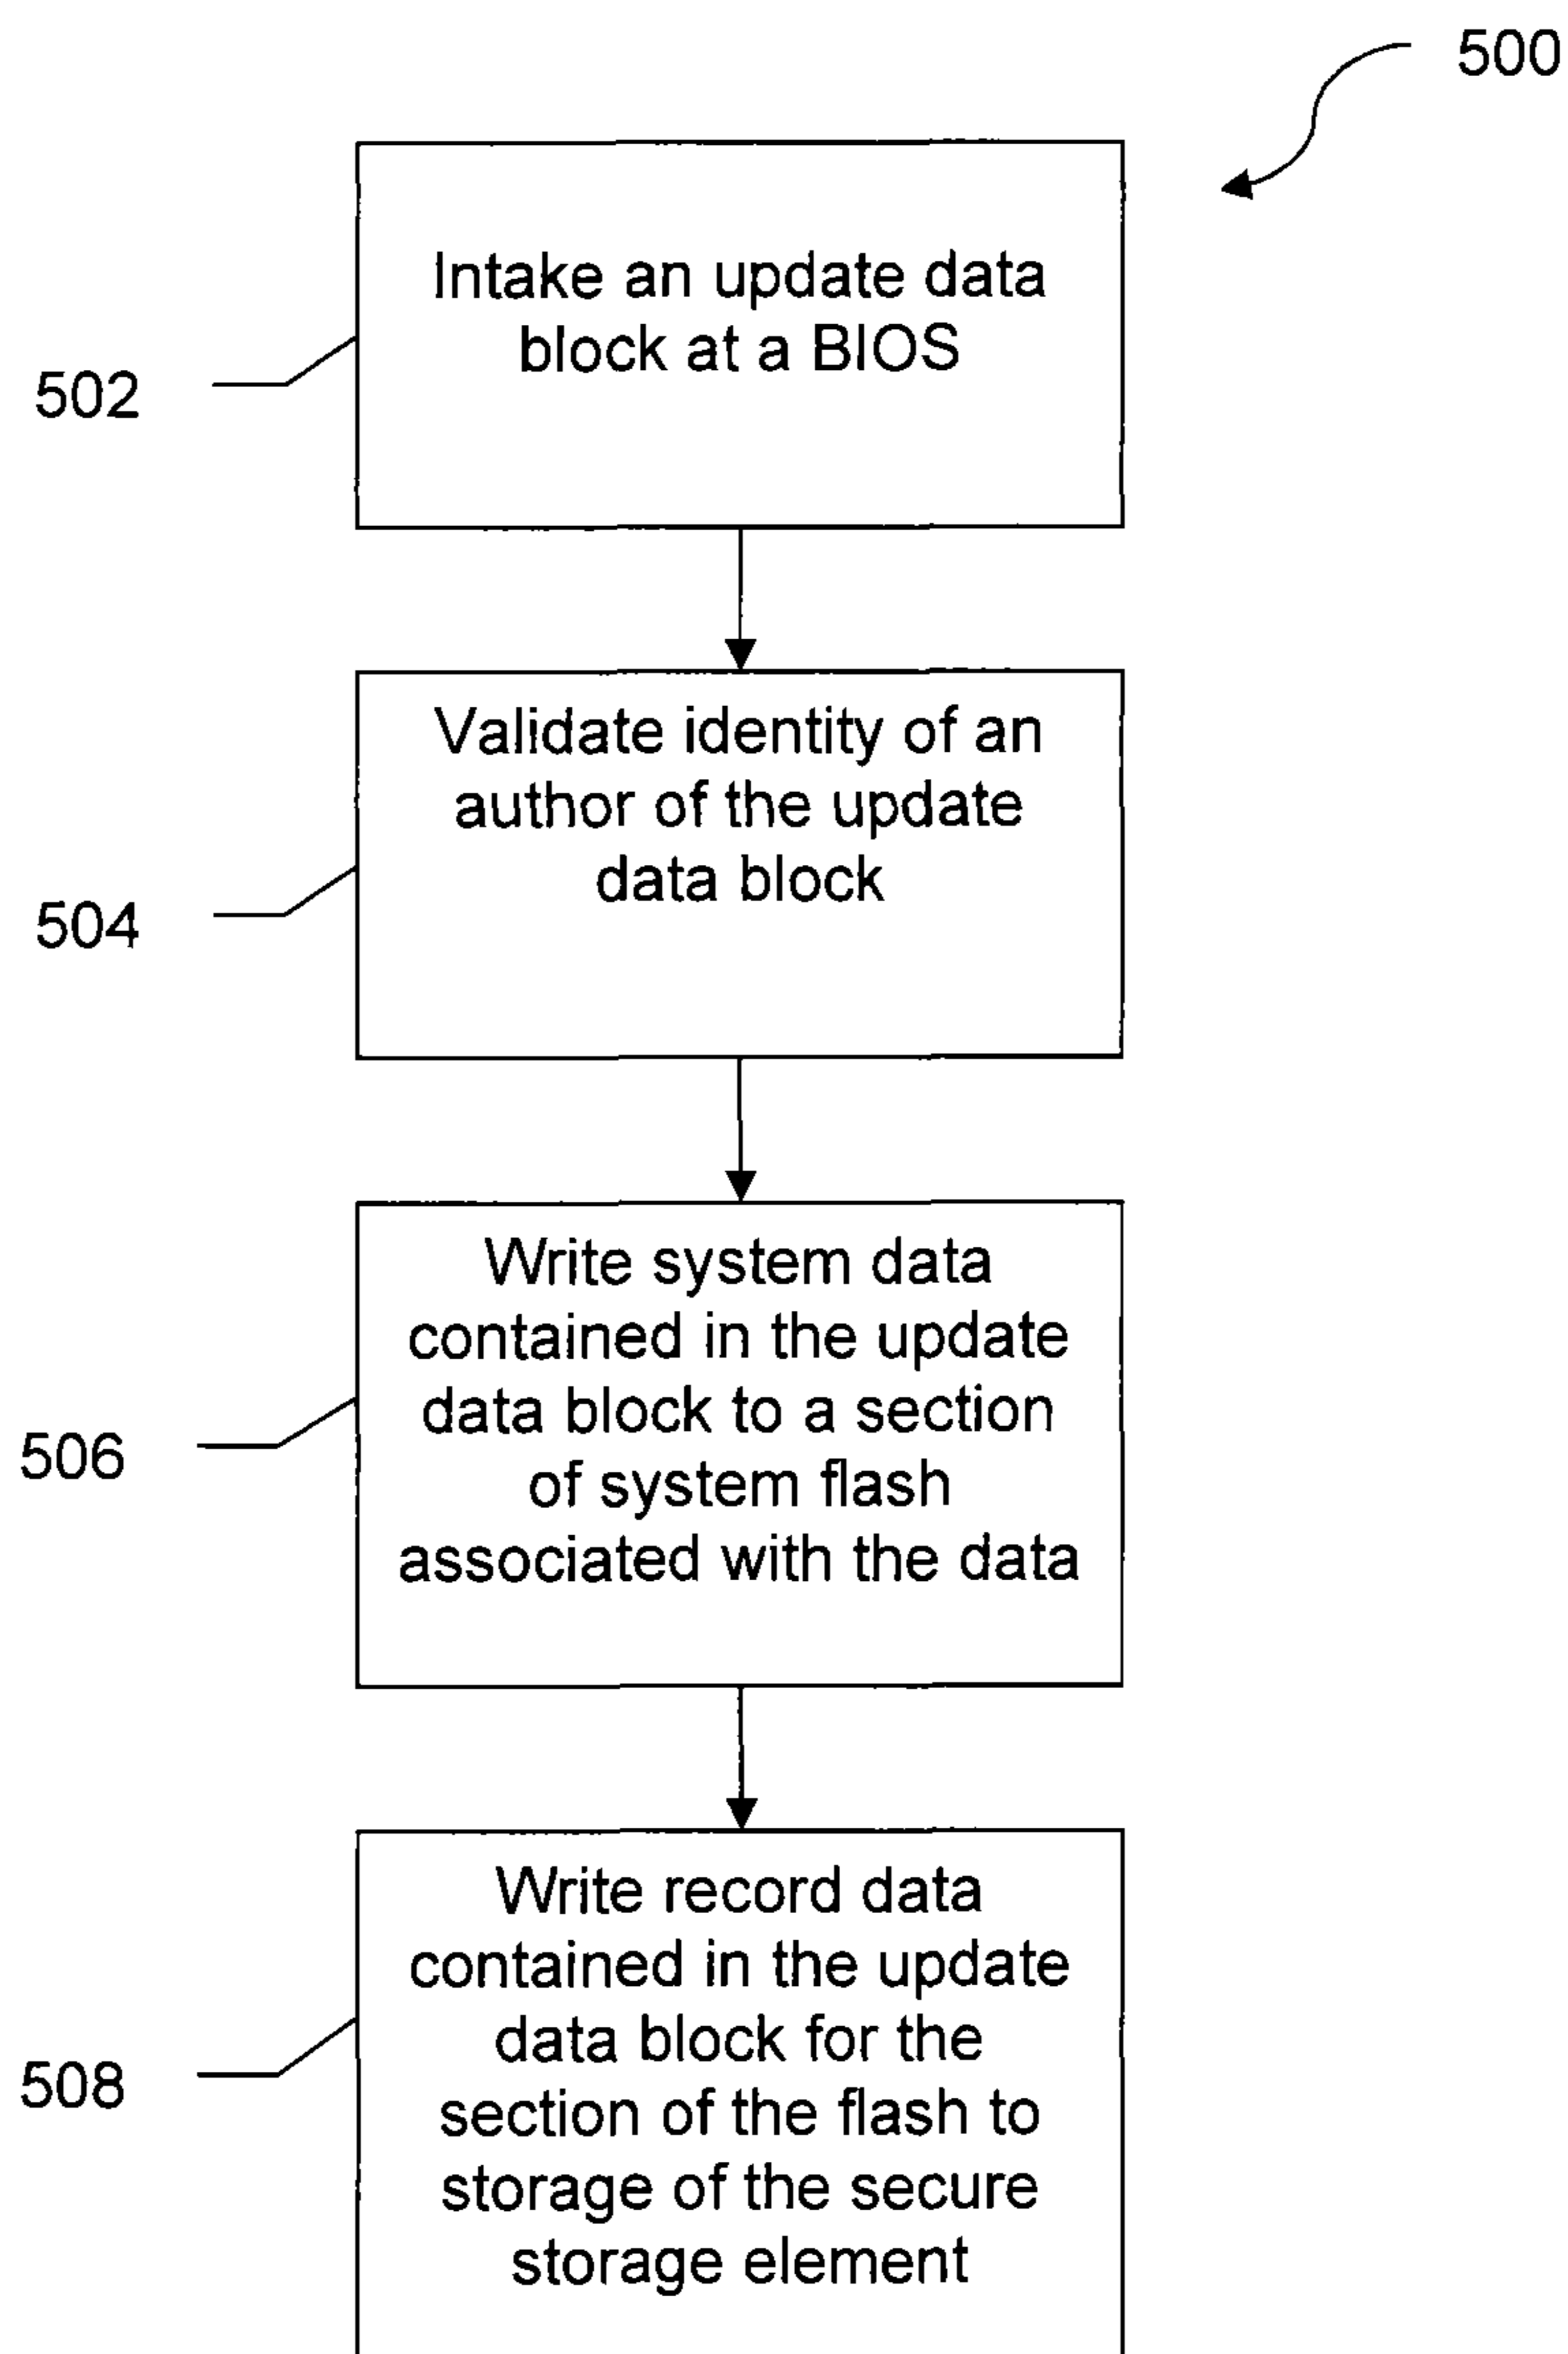 500
Intake an update data
block at a BIOS
502
Validate identity of an
author of the update
data block
504
Write system data
contained in the update
data block to a section
of system flash
associated with the data
506
Write record data
contained in the update
data block for the
section of the flash to
storage of the secure
storage element
508